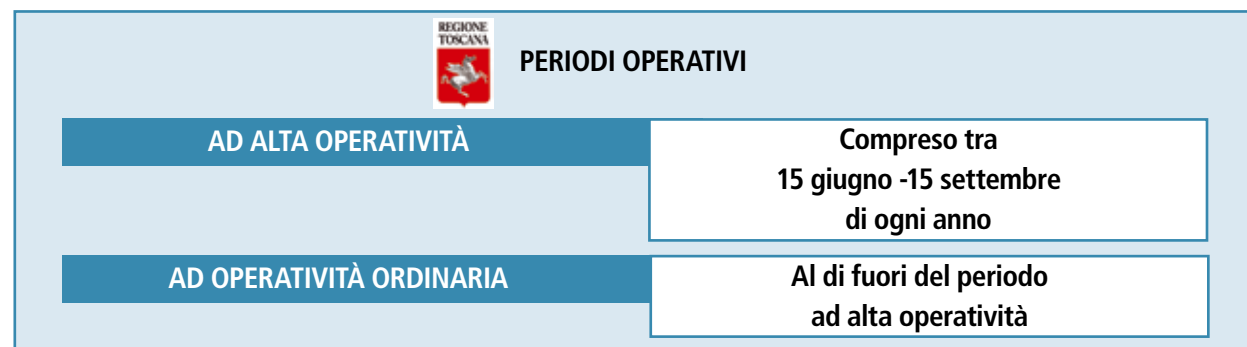 REGIONE
TOSCANA
PERIODI OPERATIVI
AD ALTA OPERATIVITÀ
Compreso tra
15 giugno -15 settembre
di ogni anno
AD OPERATIVITÀ ORDINARIA
Al di fuori del periodo
ad alta operatività